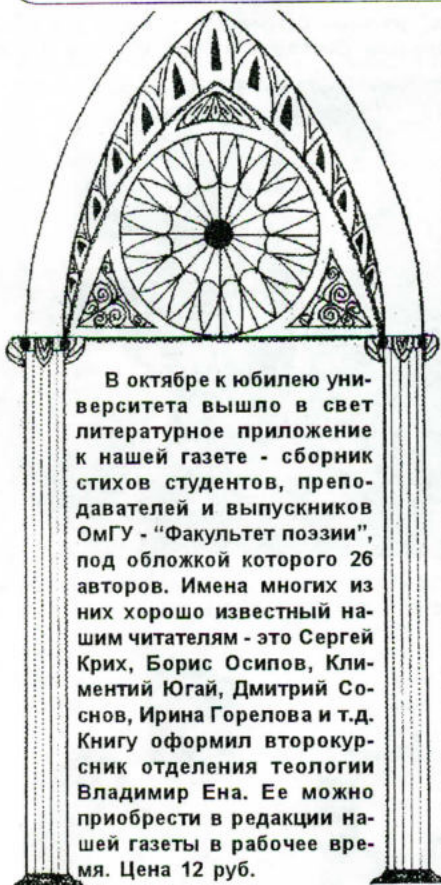 В октябре к юбилею уни-
верситета вышло в свет
литературное приложение
к нашей газете - сборник
стихов студентов, препо-
давателей и выпускников
ОмГУ - “Факультет поэзии”,
под обложкой которого 26
авторов. Имена многих из
них хорошо известный на-
шим читателям - это Сергей
Крих, Борис Осипов, Кли-
ментий Югай, Дмитрий Со-
снов, Ирина Горелова и т.д.
Книгу оформил второкур-
сник отделения теологии
Владимир Ена. Ее можно
приобрести в редакции на-
шей газеты в рабочее вре-
мя. Цена 12 руб.